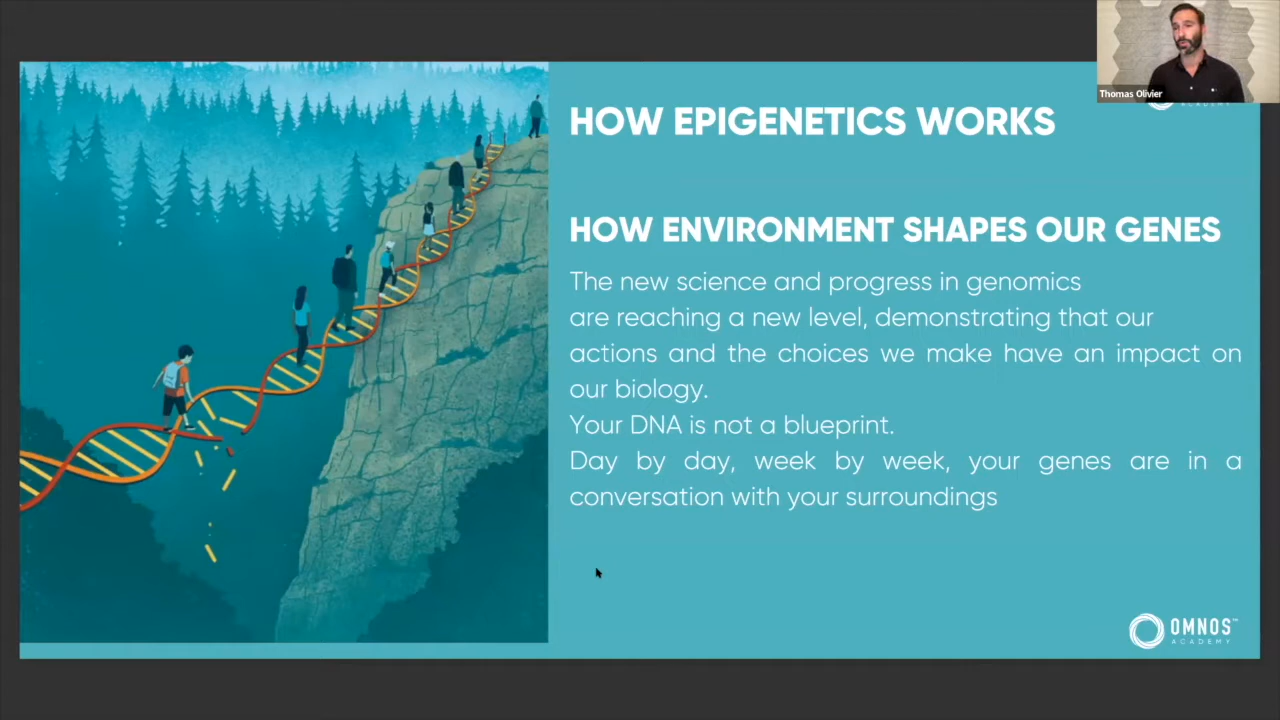 Thomas Olivier
HOW EPIGENETICS WORKS
HOW ENVIRONMENT SHAPES OUR GENES
The new science and progress in genomics
are reaching a new level, demonstrating that our
actions and the choices we make have an impact on
our biology.
Your DNA is not a blueprint.
Day by day, week by week, your genes are in a
conversation with your surroundings
OMNOS™
ACADEMY